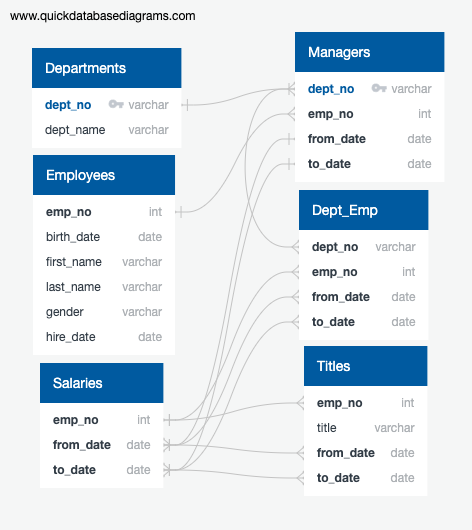 www.quickdatabasediagrams.com
Departments
dept_no varchar
dept_name varchar
Employees
emp_no int
birth_date date
first_name varchar
last_name varchar
gender varchar
hire_date date
Salaries
emp_no int
from_date date
to_date date
Managers
dept_no varchar
emp_no int
from_date date
to_date date
Dept_Emp
dept_no varchar
emp_no int
from_date date
to_date date
Titles
emp_no int
title varchar
from_date date
to_date date